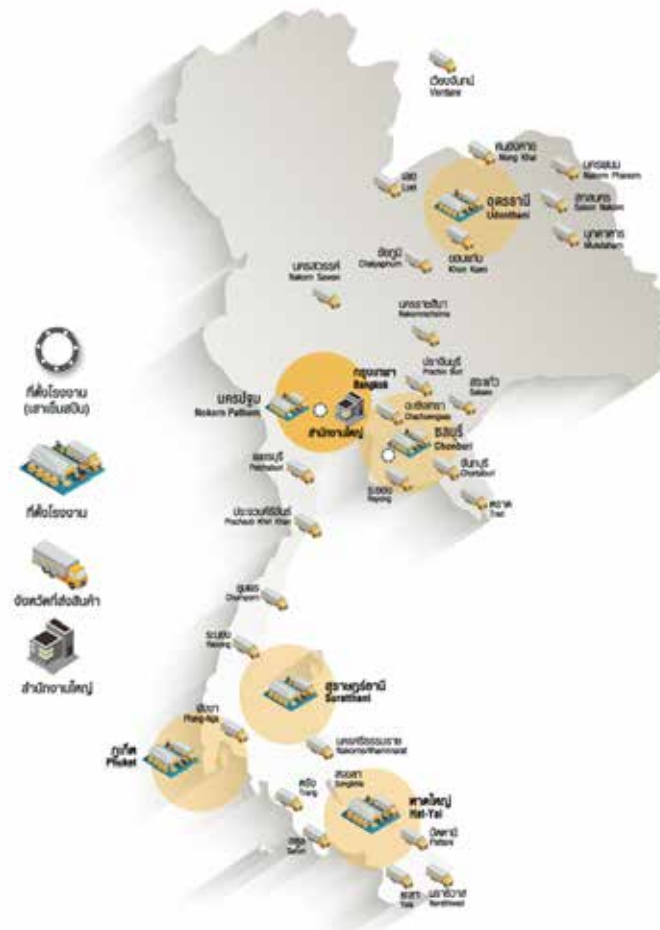 เวียงจันทน์
Ventiare
หนองคาย
Nong Khai
นครพนม
Nakorn Phanom
เลย
Loei
อุดรธานี
Udonthani
สกลนคร
Sakon Nakorn
มุกดาหาร
Mukdaharn
ขอนแก่น
Khon Kaen
ชัยภูมิ
Chaiyaphum
นครสวรรค์
Nakorn Sawan
นครราชสีมา
Nakornratchasima
ปราจีนบุรี
Prachin Buri
สระแก้ว
Sakaeo
กรุงเทพฯ
Bangkok
นครปฐม
Nakorn Pathom
สำนักงานใหญ่
ฉะเชิงเทรา
Chachoengsao
ชลบุรี
Chonburi
จันทบุรี
Chantaburi
ระยอง
Rayong
ตราด
Trad
เพชรบุรี
Petchaburi
ประจวบคีรีขันธ์
Prachuab Khiri Khan
ชุมพร
Chumporn
ระนอง
Ranong
สุราษฎร์ธานี
Suratthani
พังงา
Phang-Nga
ภูเก็ต
Phuket
นครศรีธรรมราช
ตรัง
Trang
สงขลา
Songkhla
หาดใหญ่
Hat-Yai
สตูล
Satun
ปัตตานี
Pattani
ยะลา
Yala
นราธิวาส
ที่ตั้งโรงงาน
(เสาเข็มสปัน)
ที่ตั้งโรงงาน
จังหวัดที่ส่งสินค้า
สำนักงานใหญ่